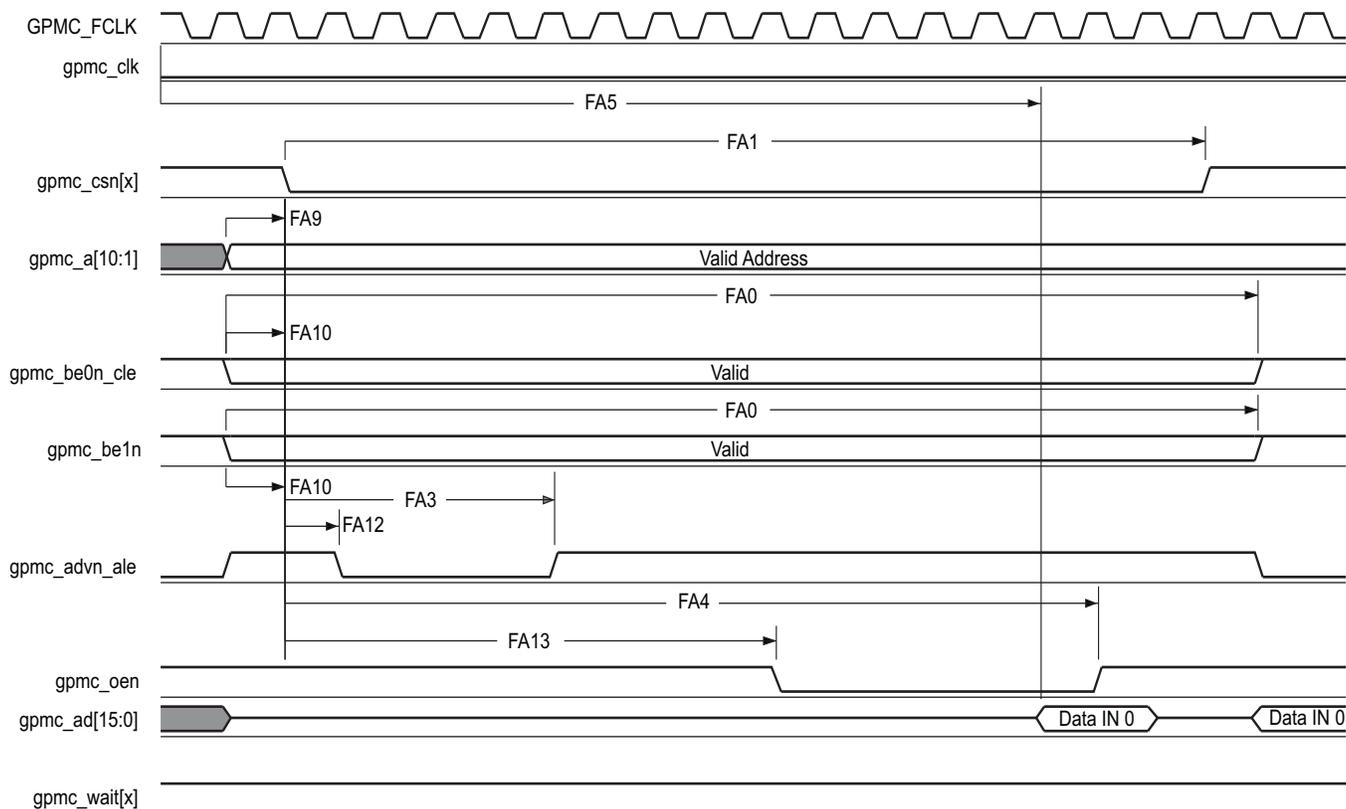 GPMC_FCLK
gpmc_clk
FA5
FA1
gpmc_csn[x]
FA9
gpmc_a[10:1]
Valid Address
FA0
FA10
gpmc_be0n_cle
Valid
FA0
gpmc_be1n
Valid
FA10
FA3
FA12
gpmc_advn_ale
FA4
FA13
gpmc_oen
gpmc_ad[15:0]
Data IN 0
Data IN 0
gpmc_wait[x]